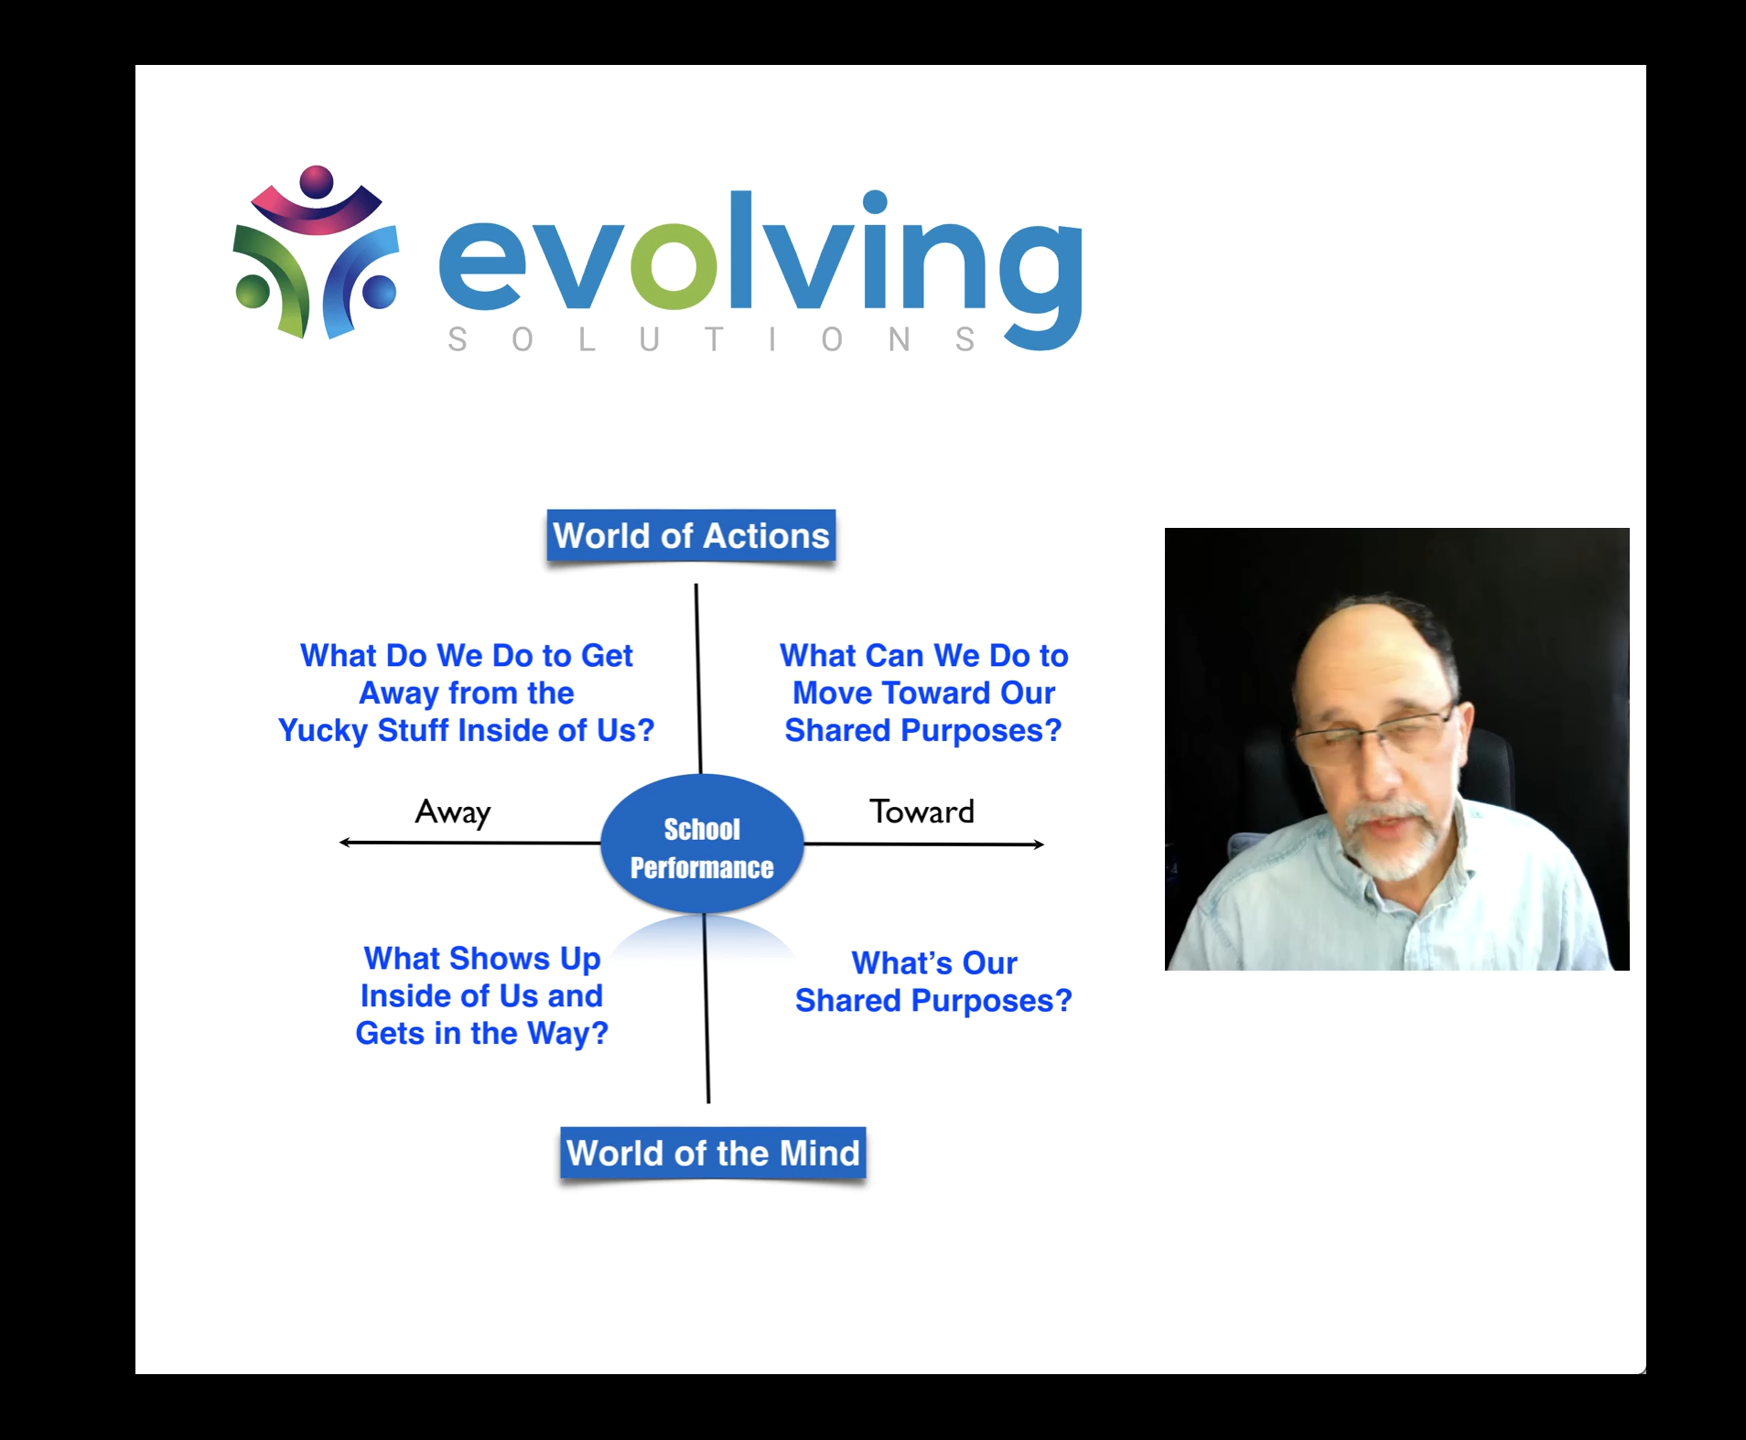 evolving
SOLUTIONS
World of Actions
What Do We Do to Get
Away from the
Yucky Stuff Inside of Us?
What Can We Do to
Move Toward Our
Shared Purposes?
Away
Toward
School
Performance
What Shows Up
Inside of Us and
Gets in the Way?
What’s Our
Shared Purposes?
World of the Mind